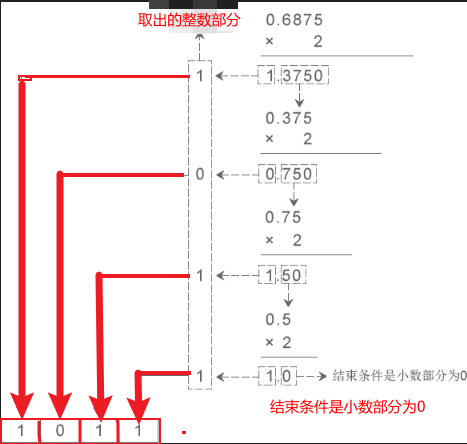 取出的整数部分
0.6875
× 2
1 1.3750
0.375
× 2
0 0.750
0.75
× 2
1 1.50
0.5
× 2
1 1.0 结束条件是小数部分为0
结束条件是小数部分为0
1 0 1 1